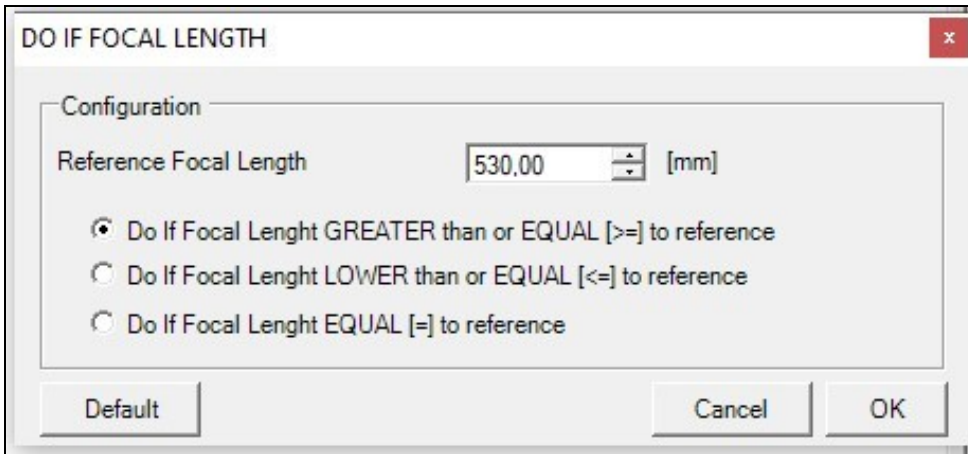 DO IF FOCAL LENGTH
x
Configuration
Reference Focal Length 530,00 [mm]
Do If Focal Lenght GREATER than or EQUAL [>=] to reference
Do If Focal Lenght LOWER than or EQUAL [<=] to reference
Do If Focal Lenght EQUAL [=] to reference
Default Cancel OK